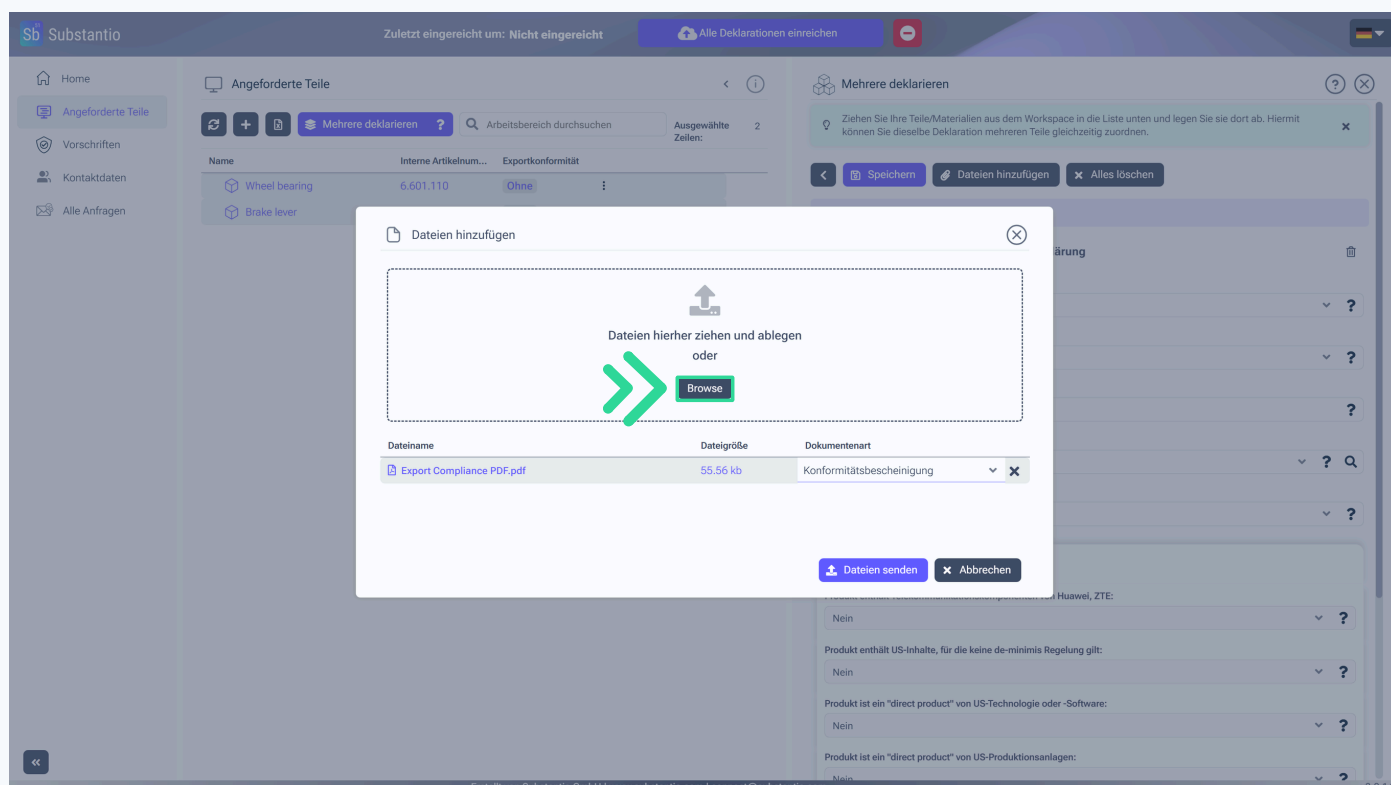 Sb Substantio
Zuletzt eingereicht um: Nicht eingereicht
Alle Deklarationen einreichen
Home
Angeforderte Teile
Vorschriften
Kontaktdaten
Alle Anfragen
Angeforderte Teile
Mehrere deklarieren ?
Arbeitsbereich durchsuchen
Ausgewählte Zeilen: 2
Name Interne Artikelnum... Exportkonformität
Wheel bearing 6.601.110 Ohne
Brake lever
Mehrere deklarieren
Ziehen Sie Ihre Teile/Materialien aus dem Workspace in die Liste unten und legen Sie sie dort ab. Hiermit
können Sie dieselbe Deklaration mehreren Teile gleichzeitig zuordnen.
Speichern Dateien hinzufügen Alles löschen
ärung
Dateien hinzufügen
Dateien hierher ziehen und ablegen
oder
Browse
Dateiname Dateigröße Dokumentenart
Export Compliance PDF.pdf 55.56 kb Konformitätsbescheinigung
Dateien senden Abbrechen
Huawei, ZTE:
Nein
Produkt enthält US-Inhalte, für die keine de-minimis Regelung gilt:
Nein
Produkt ist ein "direct product" von US-Technologie oder -Software:
Nein
Produkt ist ein "direct product" von US-Produktionsanlagen:
Nein